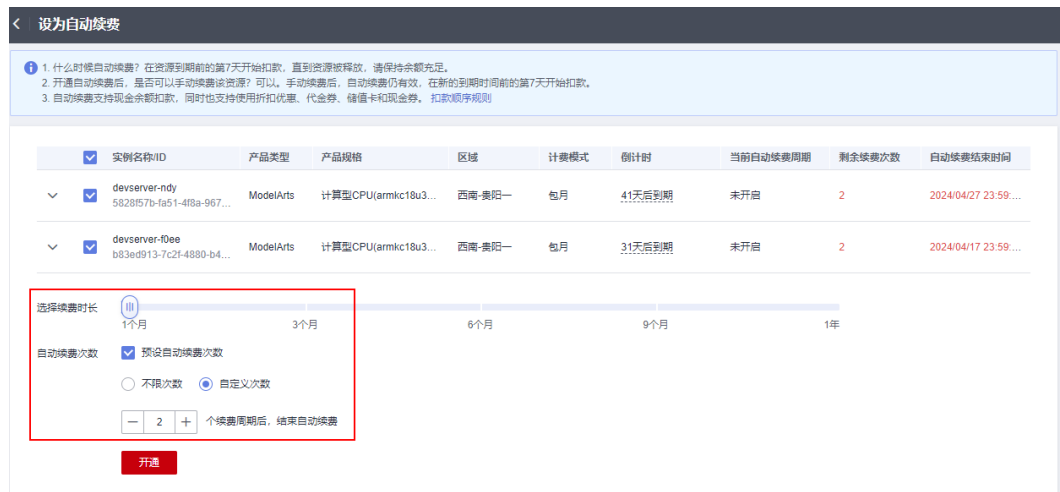 设为自动续费
1. 什么时候自动续费？在资源到期前的第7天开始扣款，直到资源被释放，请保持余额充足。
2. 开通自动续费后，是否可以手动续费该资源？可以。手动续费后，自动续费仍有效，在新的到期时间前的第7天开始扣款。
3. 自动续费支持现金余额扣款，同时也支持使用折扣优惠、代金券、储值卡和现金券。 扣款顺序规则
实例名称/ID 产品类型 产品规格 区域 计费模式 倒计时 当前自动续费周期 剩余续费次数 自动续费结束时间
devserver-ndy
5828f57b-fa51-4f8a-967... ModelArts 计算型CPU(armkc18u3... 西南-贵阳一 包月 41天后到期 未开启 2 2024/04/27 23:59:...
devserver-f0ee
b83ed913-7c2f-4880-b4... ModelArts 计算型CPU(armkc18u3... 西南-贵阳一 包月 31天后到期 未开启 2 2024/04/17 23:59:...
选择续费时长
1个月 3个月 6个月 9个月 1年
自动续费次数 预设自动续费次数
不限次数 自定义次数
2 个续费周期后，结束自动续费
开通